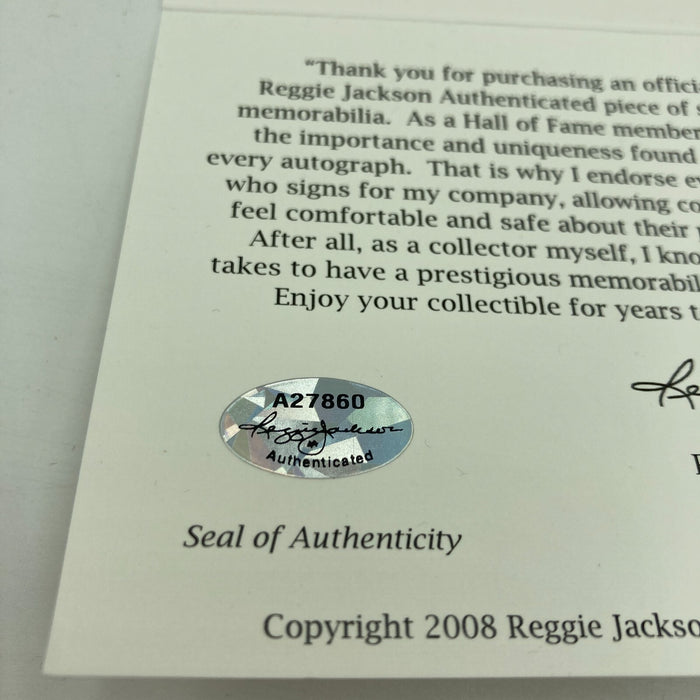 “Thank you for purchasing an offici
Reggie Jackson Authenticated piece of s
memorabilia. As a Hall of Fame member
the importance and uniqueness found
every autograph. That is why I endorse e
who signs for my company, allowing co
feel comfortable and safe about their
After all, as a collector myself, I kno
takes to have a prestigious memorabil
Enjoy your collectible for years t
A27860
Reggie Jackson
Authenticated
Seal of Authenticity
Copyright 2008 Reggie Jackso